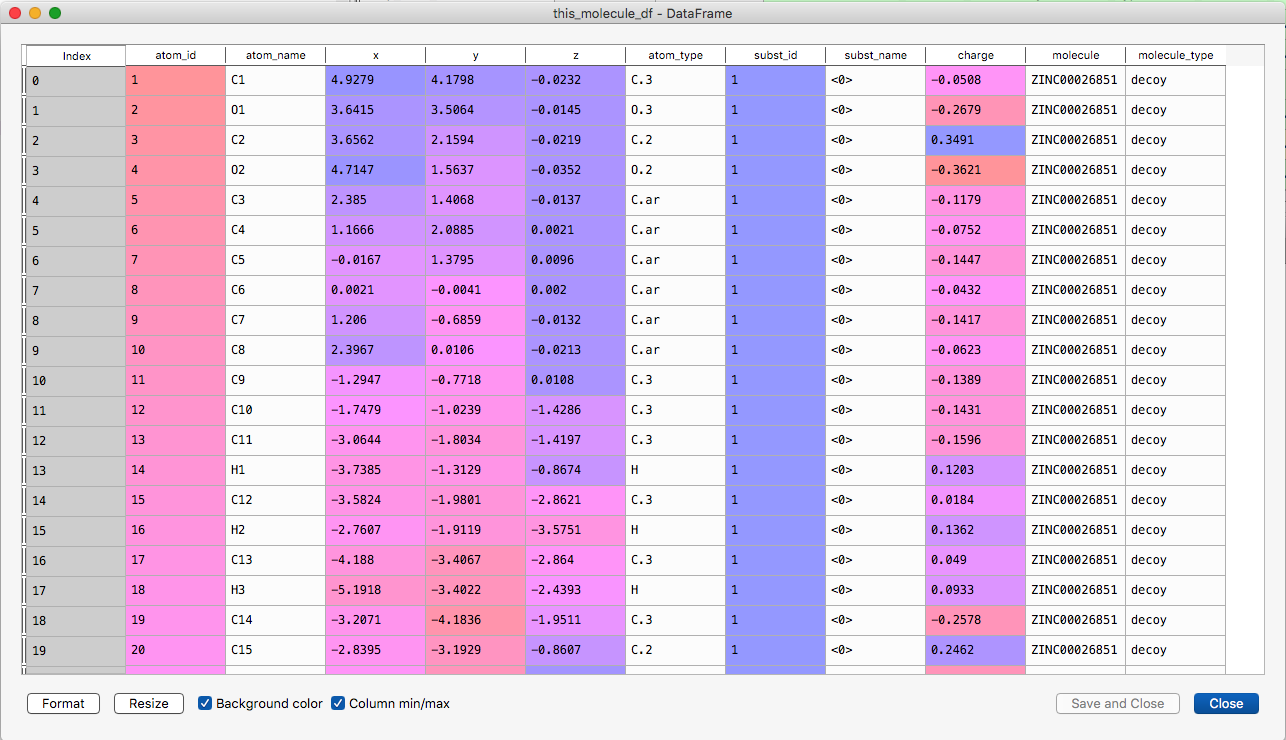 this_molecule_df - DataFrame
Index atom_id atom_name x y z atom_type subst_id subst_name charge molecule molecule_type
0 1 C1 4.9279 4.1798 -0.0232 C.3 1 <0> -0.0508 ZINC00026851 decoy
1 2 O1 3.6415 3.5064 -0.0145 O.3 1 <0> -0.2679 ZINC00026851 decoy
2 3 C2 3.6562 2.1594 -0.0219 C.2 1 <0> 0.3491 ZINC00026851 decoy
3 4 O2 4.7147 1.5637 -0.0352 O.2 1 <0> -0.3621 ZINC00026851 decoy
4 5 C3 2.385 1.4068 -0.0137 C.ar 1 <0> -0.1179 ZINC00026851 decoy
5 6 C4 1.1666 2.0885 0.0021 C.ar 1 <0> -0.0752 ZINC00026851 decoy
6 7 C5 -0.0167 1.3795 0.0096 C.ar 1 <0> -0.1447 ZINC00026851 decoy
7 8 C6 0.0021 -0.0041 0.002 C.ar 1 <0> -0.0432 ZINC00026851 decoy
8 9 C7 1.206 -0.6859 -0.0132 C.ar 1 <0> -0.1417 ZINC00026851 decoy
9 10 C8 2.3967 0.0106 -0.0213 C.ar 1 <0> -0.0623 ZINC00026851 decoy
10 11 C9 -1.2947 -0.7718 0.0108 C.3 1 <0> -0.1389 ZINC00026851 decoy
11 12 C10 -1.7479 -1.0239 -1.4286 C.3 1 <0> -0.1431 ZINC00026851 decoy
12 13 C11 -3.0644 -1.8034 -1.4197 C.3 1 <0> -0.1596 ZINC00026851 decoy
13 14 H1 -3.7385 -1.3129 -0.8674 H 1 <0> 0.1203 ZINC00026851 decoy
14 15 C12 -3.5824 -1.9801 -2.8621 C.3 1 <0> 0.0184 ZINC00026851 decoy
15 16 H2 -2.7607 -1.9119 -3.5751 H 1 <0> 0.1362 ZINC00026851 decoy
16 17 C13 -4.188 -3.4067 -2.864 C.3 1 <0> 0.049 ZINC00026851 decoy
17 18 H3 -5.1918 -3.4022 -2.4393 H 1 <0> 0.0933 ZINC00026851 decoy
18 19 C14 -3.2071 -4.1836 -1.9511 C.3 1 <0> -0.2578 ZINC00026851 decoy
19 20 C15 -2.8395 -3.1929 -0.8607 C.2 1 <0> 0.2462 ZINC00026851 decoy
Format Resize Background color Column min/max Save and Close Close